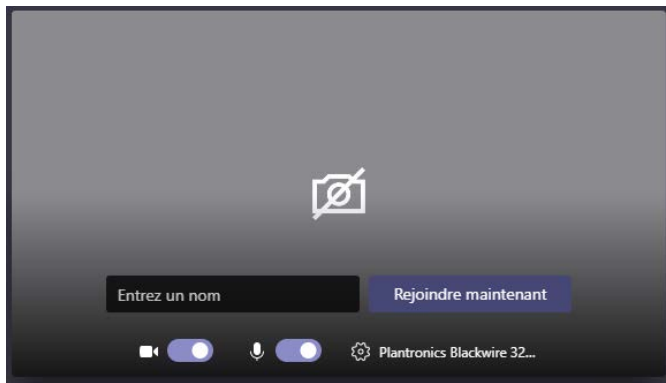 Entrez un nom
Rejoindre maintenant
Plantronics Blackwire 32...